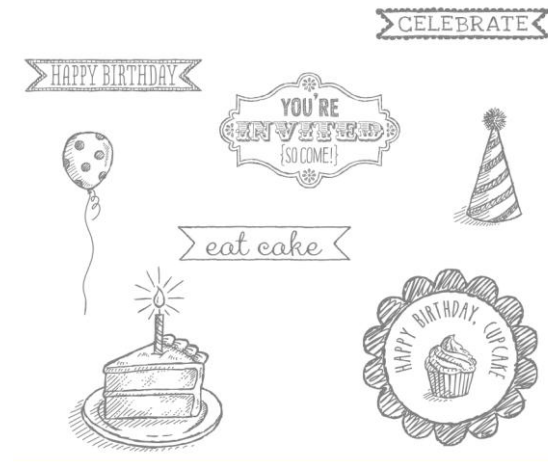 CELEBRATE
HAPPY BIRTHDAY
YOU'RE
INVITED
{SO COME!}
eat cake
HAPPY BIRTHDAY, CUPCAKE